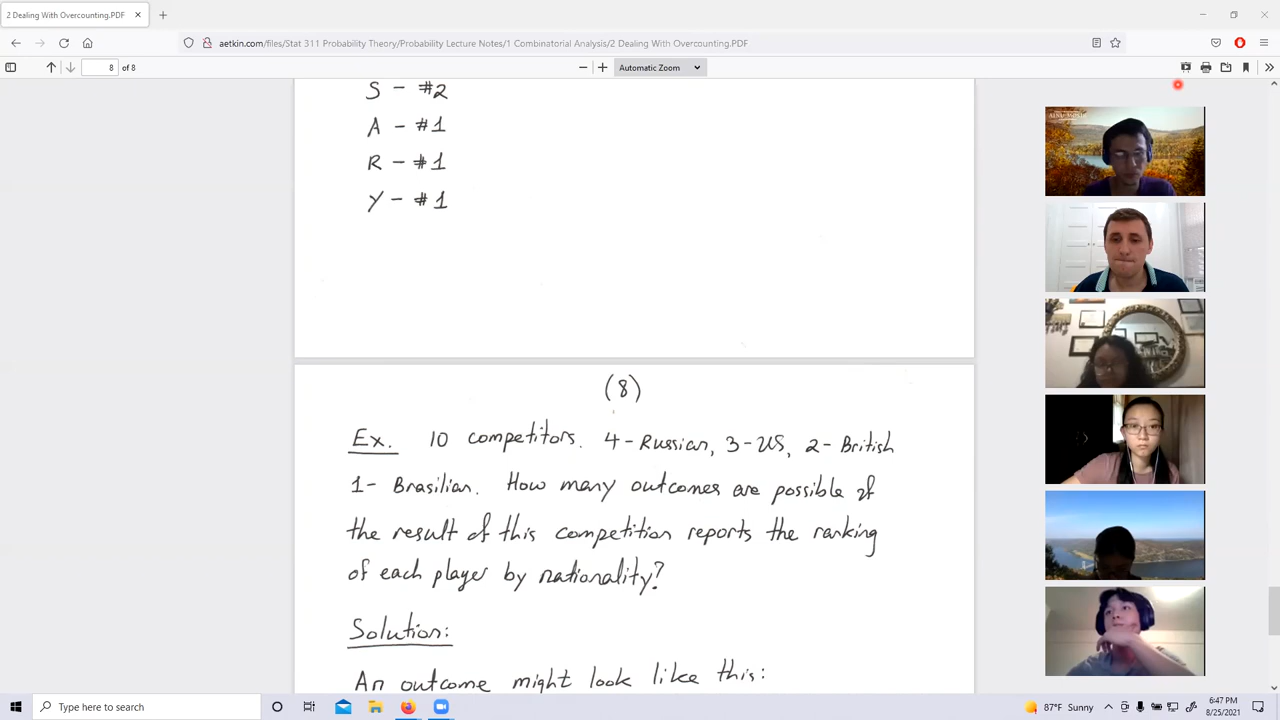 2 Dealing With Overcounting.PDF
aetkin.com/files/Stat 311 Probability Theory/Probability Lecture Notes/1 Combinatorial Analysis/2 Dealing With Overcounting.PDF
8 of 8
Automatic Zoom
S - #2
A - #1
R - #1
Y - #1
(8)
Ex. 10 competitors. 4-Russian, 3-US, 2-British
1- Brasilian. How many outcomes are possible if
the result of this competition reports the ranking
of each player by nationality?
Solution:
An outcome might look like this:
Type here to search
87°F Sunny
6:47 PM
8/25/2021